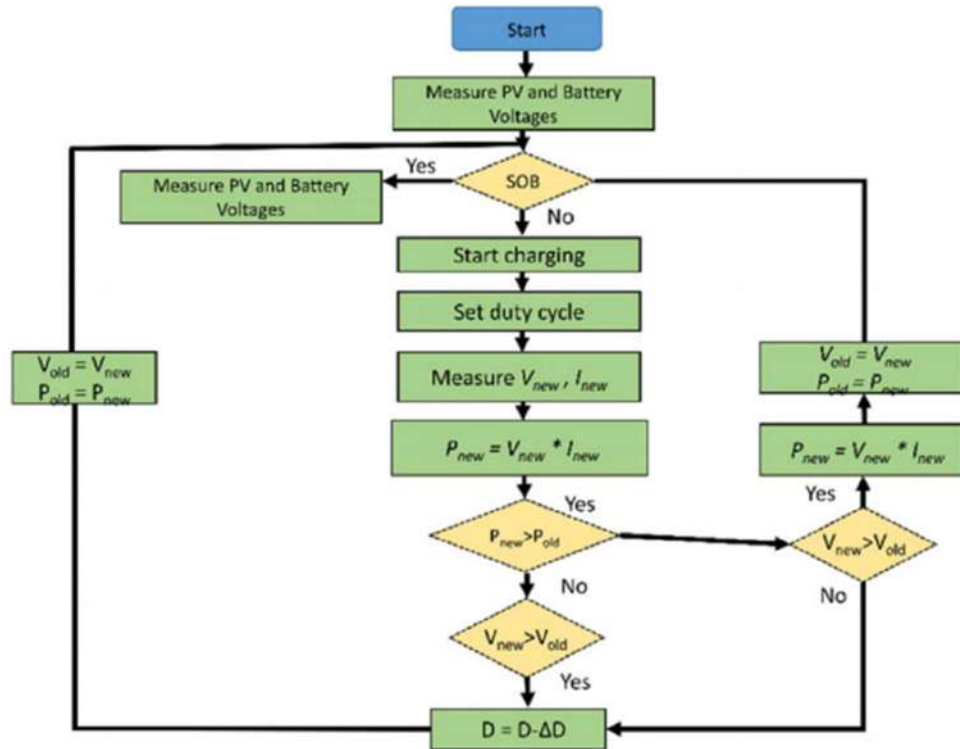 Start
Measure PV and Battery
Voltages
Yes
SOB
Measure PV and Battery
Voltages
No
Start charging
Set duty cycle
V_old = V_new
P_old = P_new
Measure V_new , I_new
V_old = V_new
P_old = P_new
P_new = V_new * I_new
P_new = V_new * I_new
Yes
Yes
P_new>P_old
V_new>V_old
No
No
V_new>V_old
Yes
D = D-ΔD